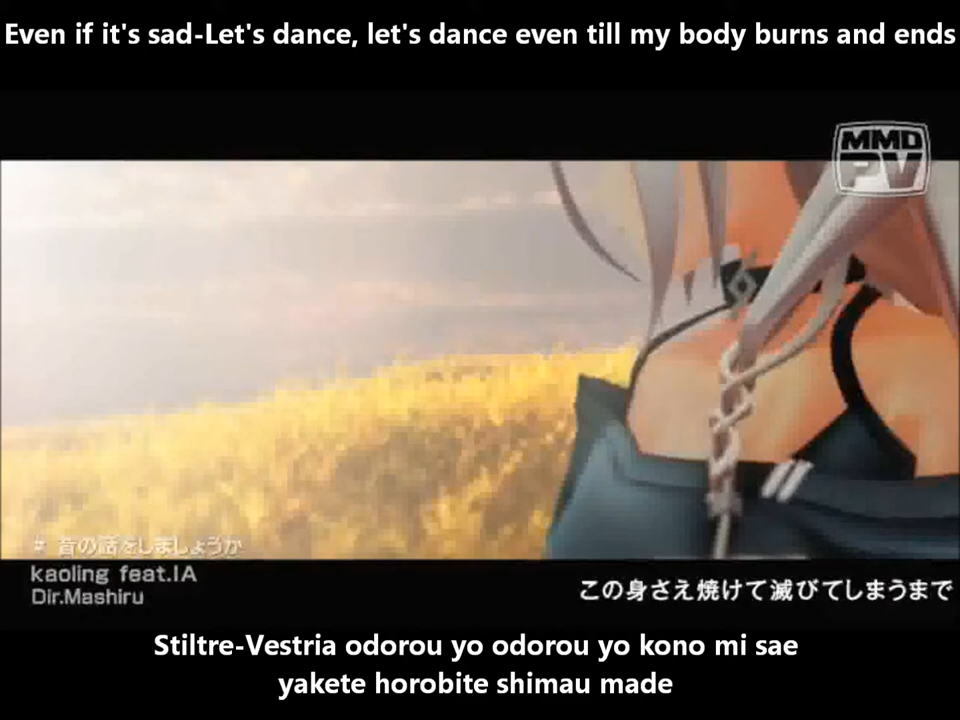 Even if it's sad-Let's dance, let's dance even till my body burns and ends
MMD
PV
# 昔の話をしましょうか
kaoling feat.IA
Dir.Mashiru
この身さえ焼けて滅びてしまうまで
Stiltre-Vestria odorou yo odorou yo kono mi sae
yakete horobite shimau made